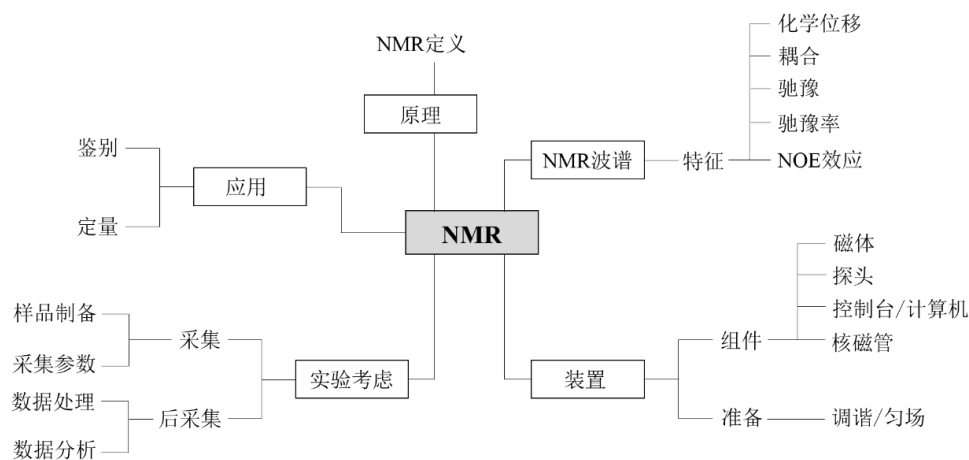 NMR定义
原理
鉴别
应用
定量
NMR波谱
特征
化学位移
耦合
驰豫
驰豫率
NOE效应
NMR
样品制备
采集
采集参数
实验考虑
数据处理
后采集
数据分析
装置
组件
磁体
探头
控制台/计算机
核磁管
准备
调谐/匀场